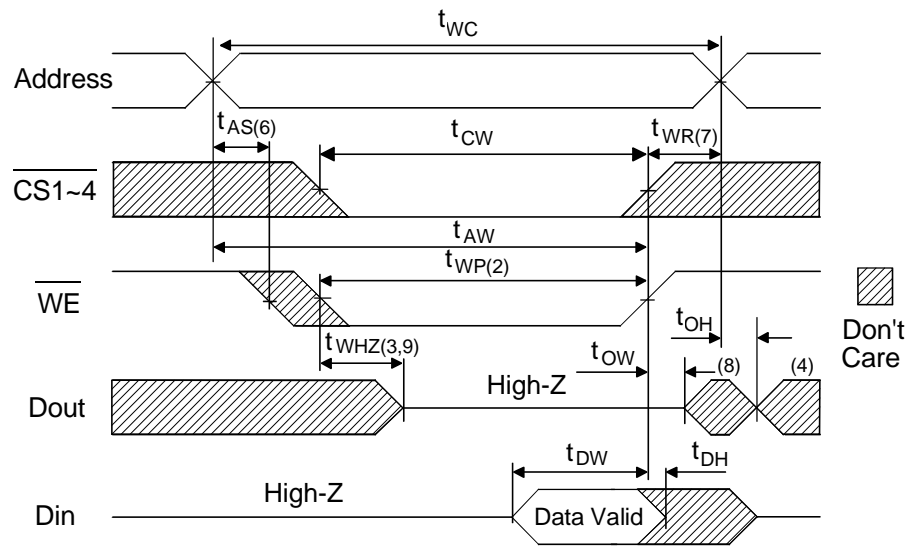 tWC
Address
tAS(6)
tCW
tWR(7)
CS1~4
tAW
tWP(2)
WE
tOH
Don't
Care
tWHZ(3,9)
tOW
(8)
(4)
Dout
High-Z
tDW
tDH
High-Z
Din
Data Valid